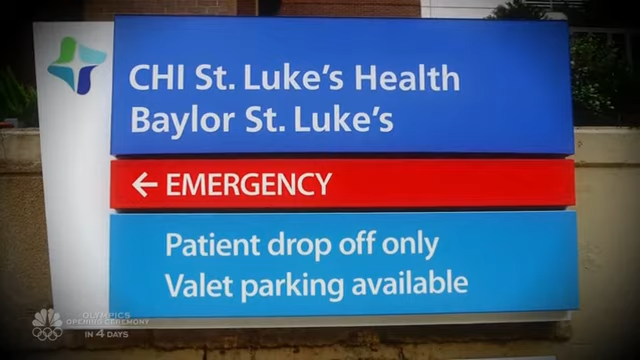 CHI St. Luke's Health
Baylor St. Luke's
← EMERGENCY
Patient drop off only
Valet parking available
OLYMPICS
OPENING CEREMONY
IN 4 DAYS